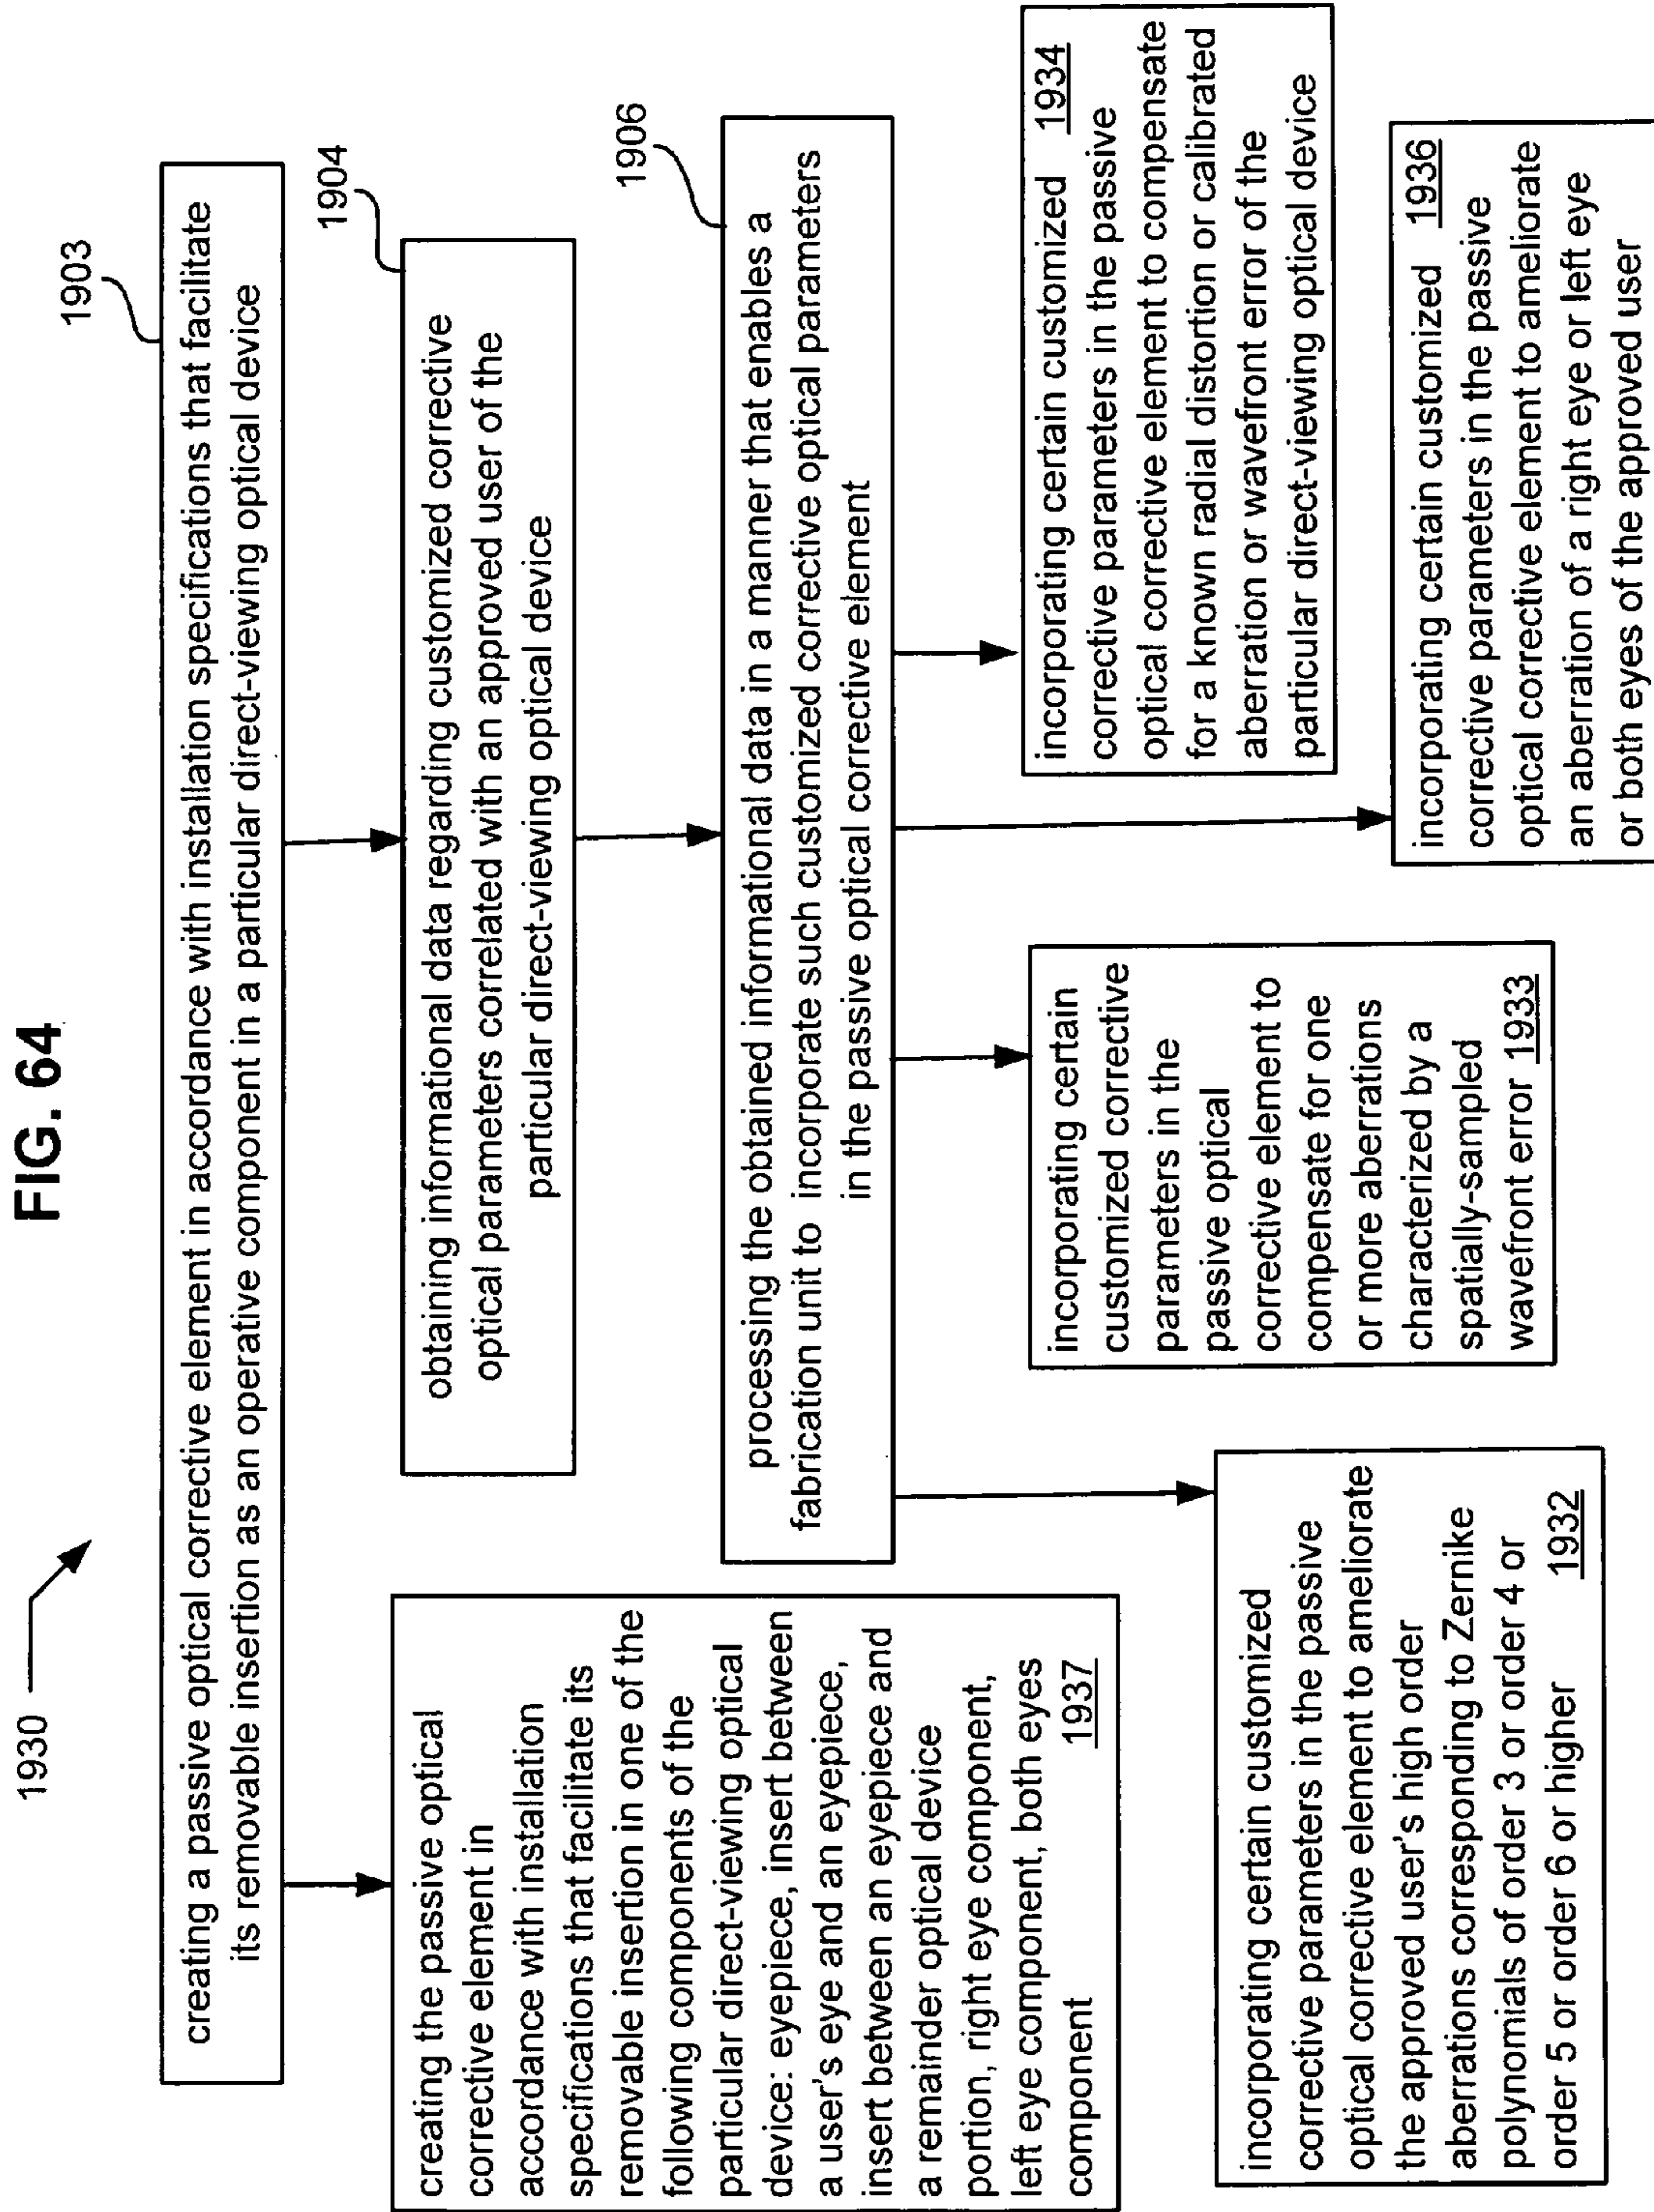 FIG. 64
1930
1903
creating a passive optical corrective element in accordance with installation specifications that facilitate
its removable insertion as an operative component in a particular direct-viewing optical device
1904
obtaining informational data regarding customized corrective
optical parameters correlated with an approved user of the
particular direct-viewing optical device
1906
processing the obtained informational data in a manner that enables a
fabrication unit to incorporate such customized corrective optical parameters
in the passive optical corrective element
creating the passive optical
corrective element in
accordance with installation
specifications that facilitate its
removable insertion in one of the
following components of the
particular direct-viewing optical
device: eyepiece, insert between
a user's eye and an eyepiece,
insert between an eyepiece and
a remainder optical device
portion, right eye component,
left eye component, both eyes
component 1937
incorporating certain customized
corrective parameters in the passive
optical corrective element to ameliorate
the approved user's high order
aberrations corresponding to Zernike
polynomials of order 3 or order 4 or
order 5 or order 6 or higher 1932
incorporating certain
customized corrective
parameters in the
passive optical
corrective element to
compensate for one
or more aberrations
characterized by a
spatially-sampled
wavefront error 1933
incorporating certain customized 1934
corrective parameters in the passive
optical corrective element to compensate
for a known radial distortion or calibrated
aberration or wavefront error of the
particular direct-viewing optical device
incorporating certain customized 1936
corrective parameters in the passive
optical corrective element to ameliorate
an aberration of a right eye or left eye
or both eyes of the approved user